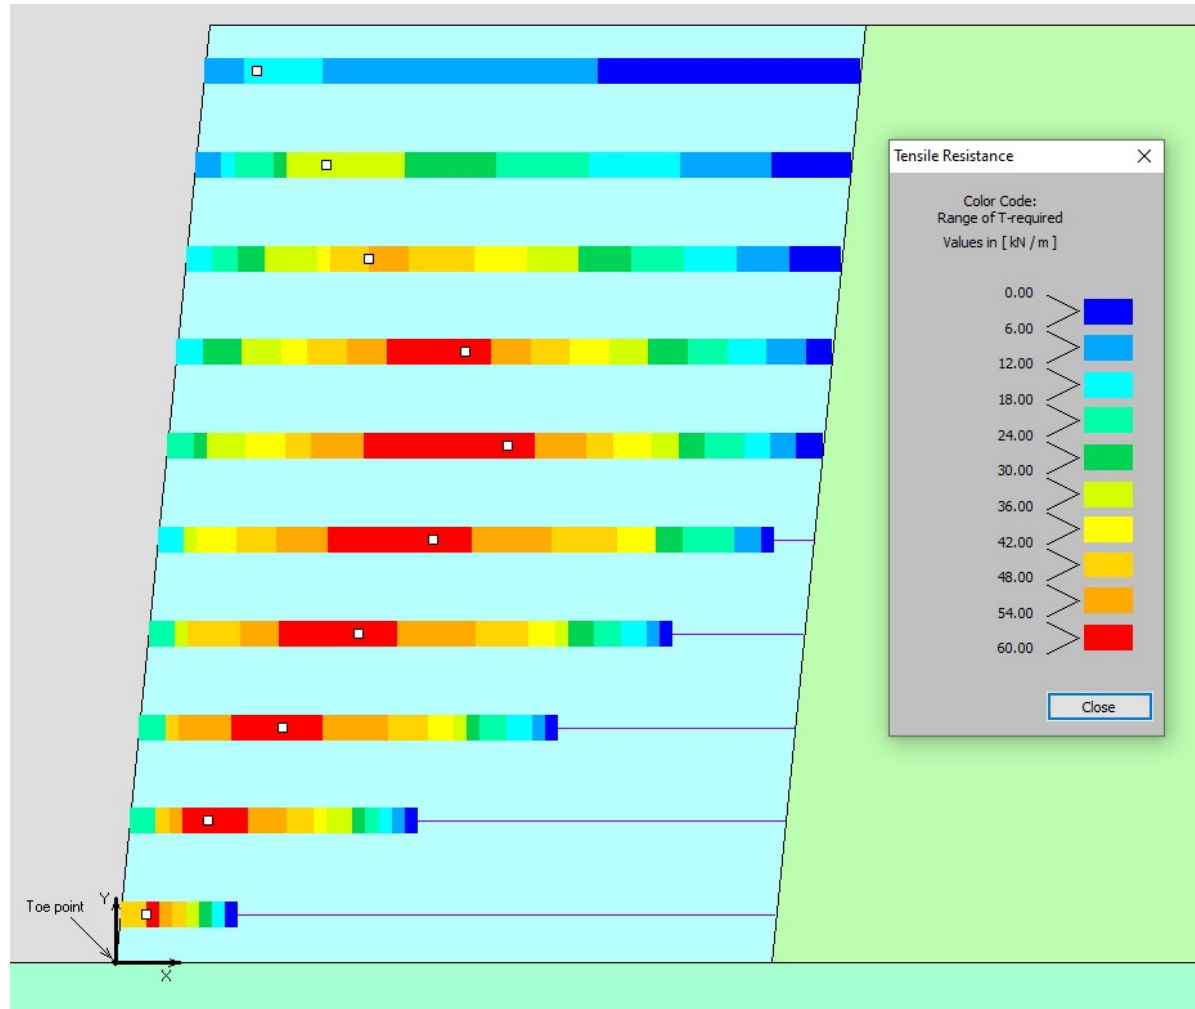 Tensile Resistance
Color Code:
Range of T-required
Values in [ kN / m ]
0.00
6.00
12.00
18.00
24.00
30.00
36.00
42.00
48.00
54.00
60.00
Close
Toe point
Y
X